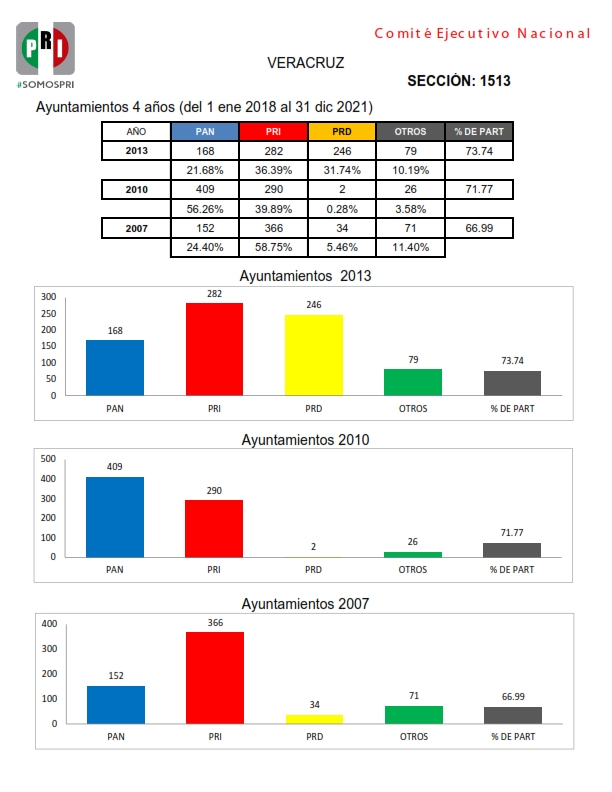 Comité Ejecutivo Nacional
PRI
#SOMOSPRI
VERACRUZ
SECCIÓN: 1513
Ayuntamientos 4 años (del 1 ene 2018 al 31 dic 2021)
AÑO PAN PRI PRD OTROS % DE PART
2013 168 282 246 79 73.74
21.68% 36.39% 31.74% 10.19%
2010 409 290 2 26 71.77
56.26% 39.89% 0.28% 3.58%
2007 152 366 34 71 66.99
24.40% 58.75% 5.46% 11.40%
Ayuntamientos 2013
300
250
200
150
100
50
0
168 282 246 79 73.74
PAN PRI PRD OTROS % DE PART
Ayuntamientos 2010
500
400
300
200
100
0
409 290 2 26 71.77
PAN PRI PRD OTROS % DE PART
Ayuntamientos 2007
400
300
200
100
0
152 366 34 71 66.99
PAN PRI PRD OTROS % DE PART